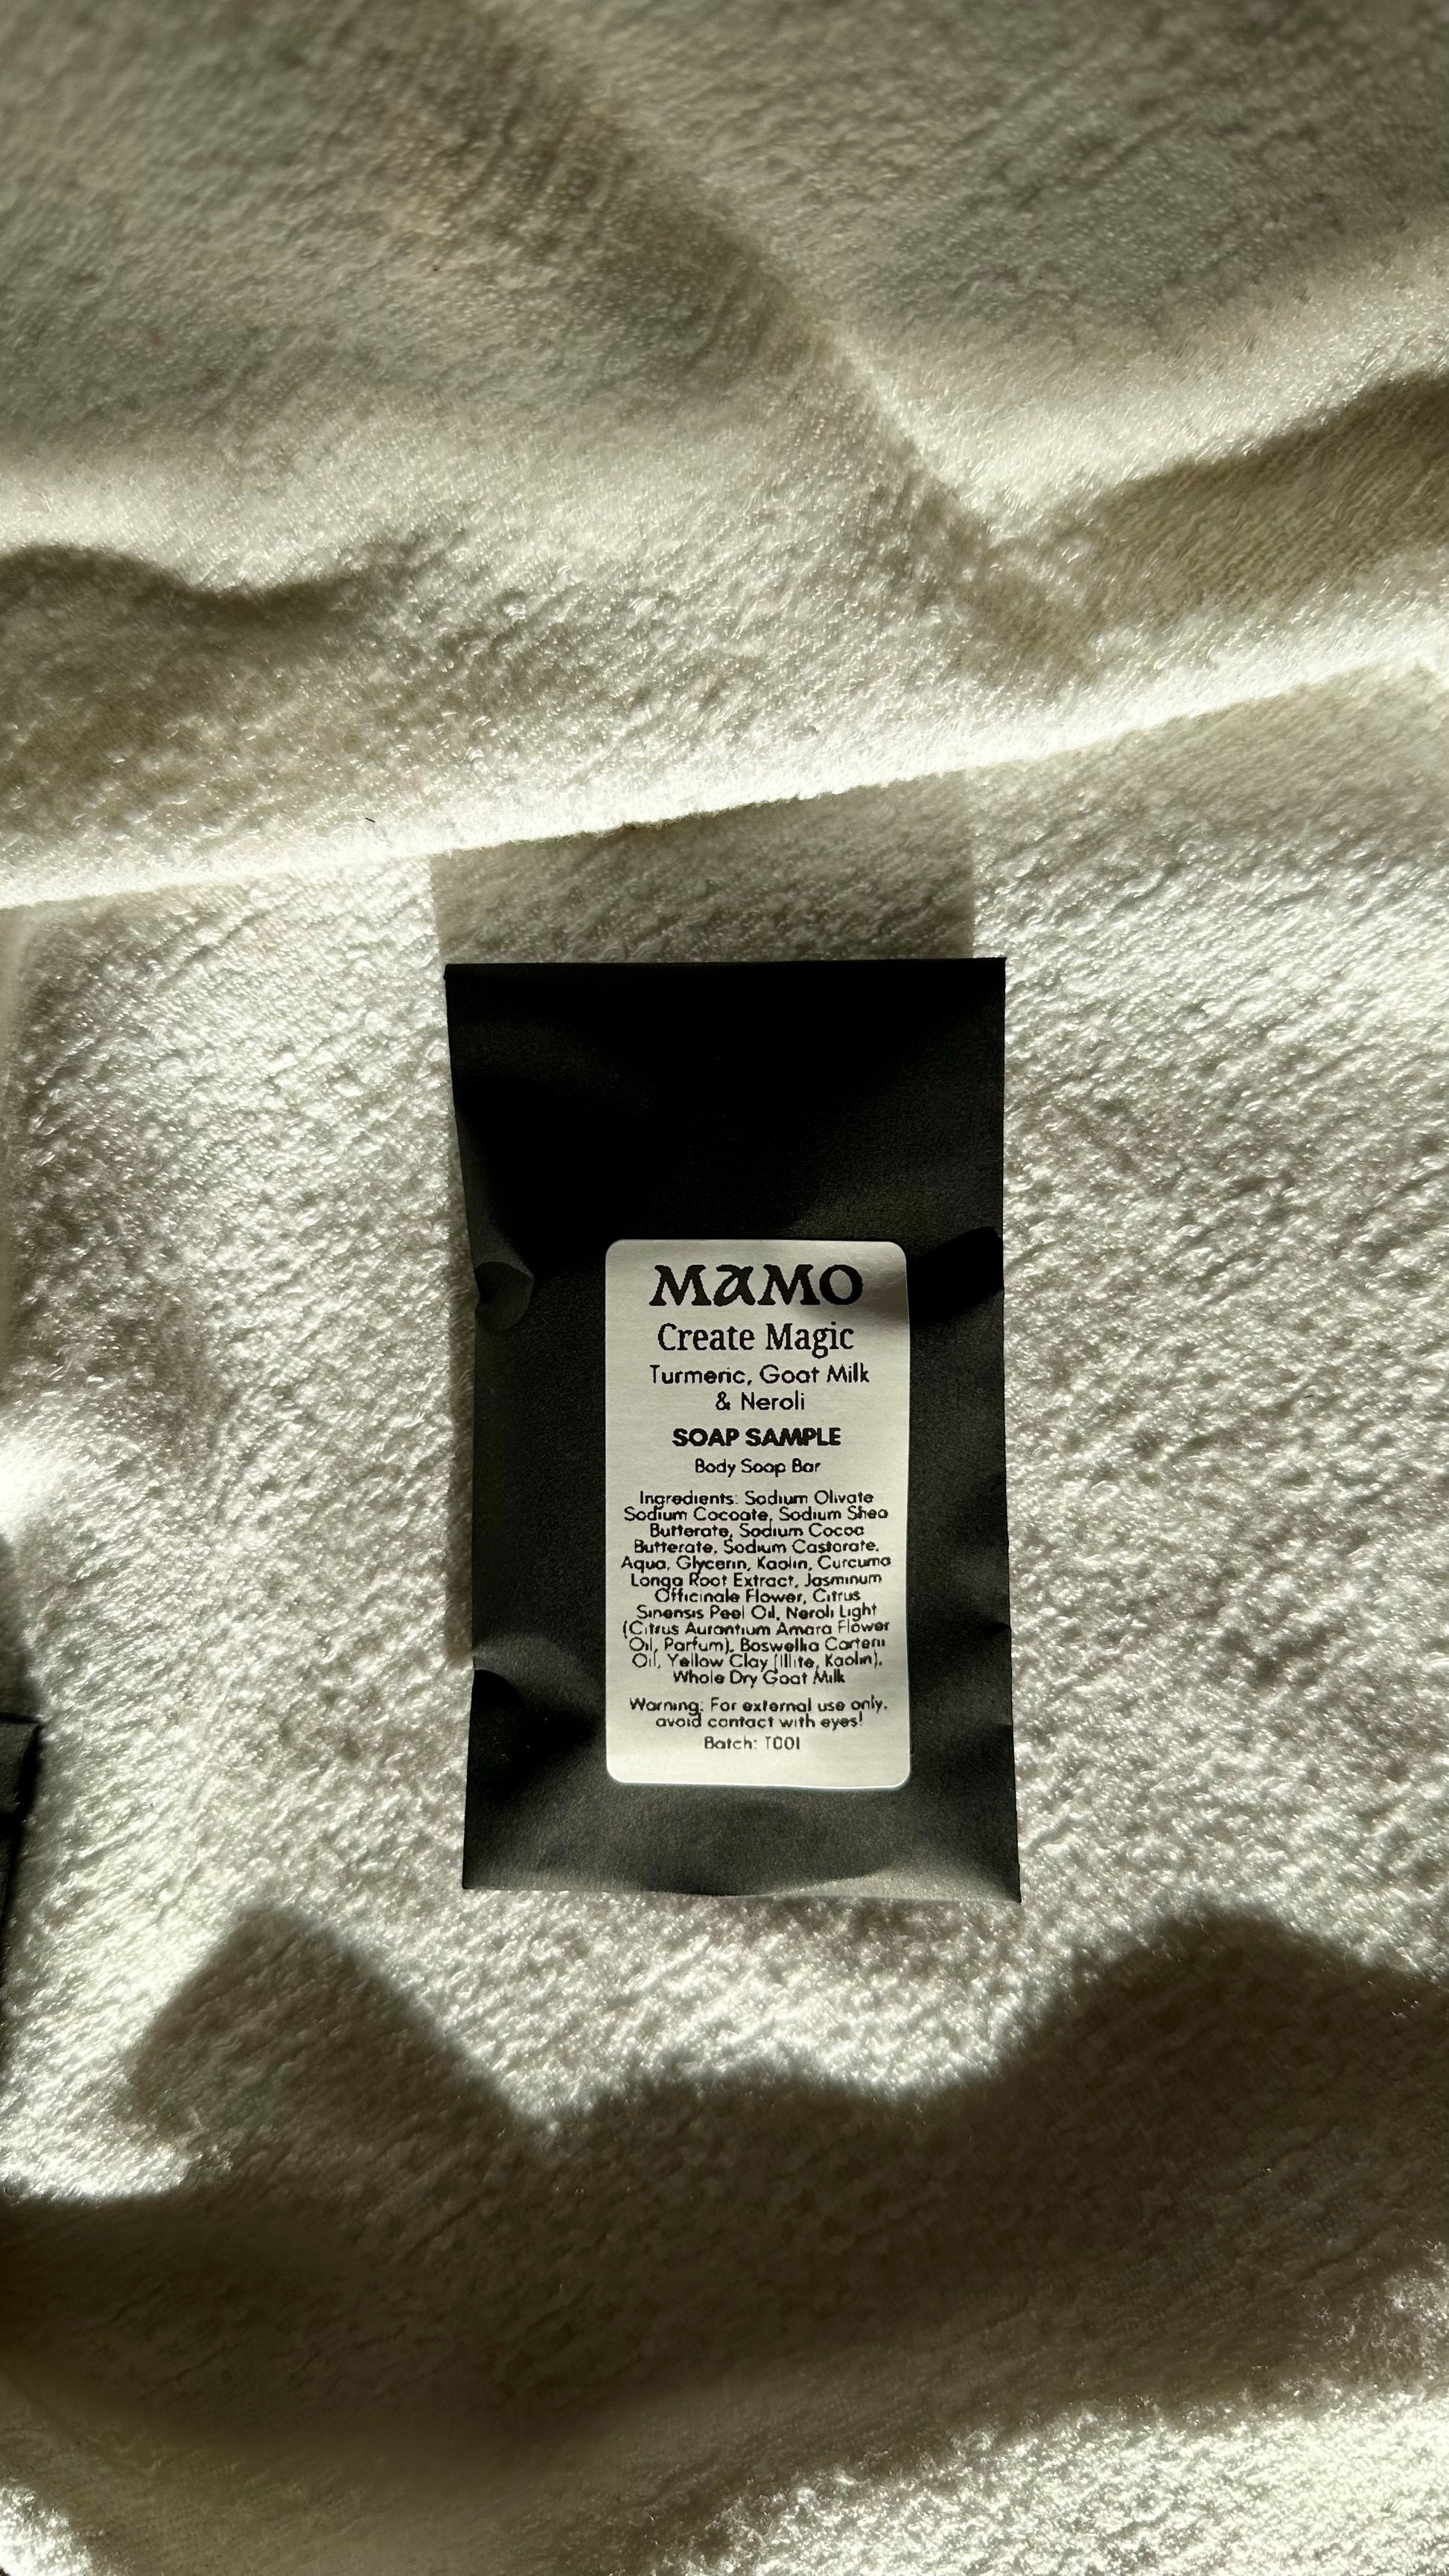 MAMO
Create Magic
Turmeric, Goat Milk
& Neroli
SOAP SAMPLE
Body Soap Bar
Ingredients: Sodium Olivate
Sodium Cocoate, Sodium Shea
Butterate, Sodium Cocoa
Butterate, Sodium Castorate,
Aqua, Glycerin, Kaolin, Curcuma
Longa Root Extract, Jasminum
Officinale Flower, Citrus
Sinensis Peel Oil, Neroli Light
(Citrus Aurantium Amara Flower
Oil, Parfum), Boswellia Carterii
Oil, Yellow Clay (Illite, Kaolin),
Whole Dry Goat Milk
Warning: For external use only,
avoid contact with eyes!
Batch: T001